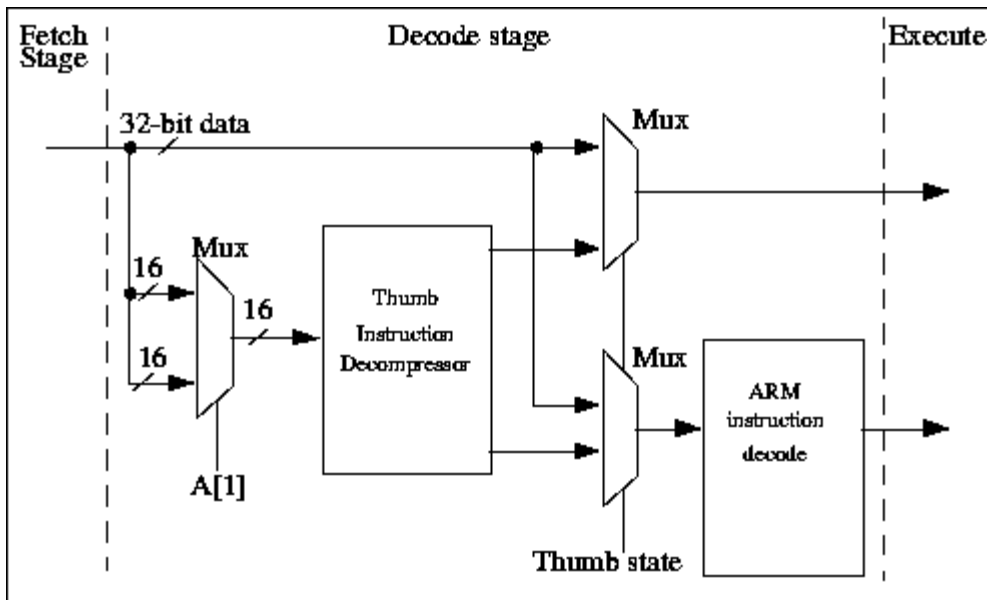 Fetch
Stage
Decode stage
Execute
32-bit data
Mux
Mux
16
16
16
Thumb
Instruction
Decompressor
Mux
ARM
instruction
decode
A[1]
Thumb state